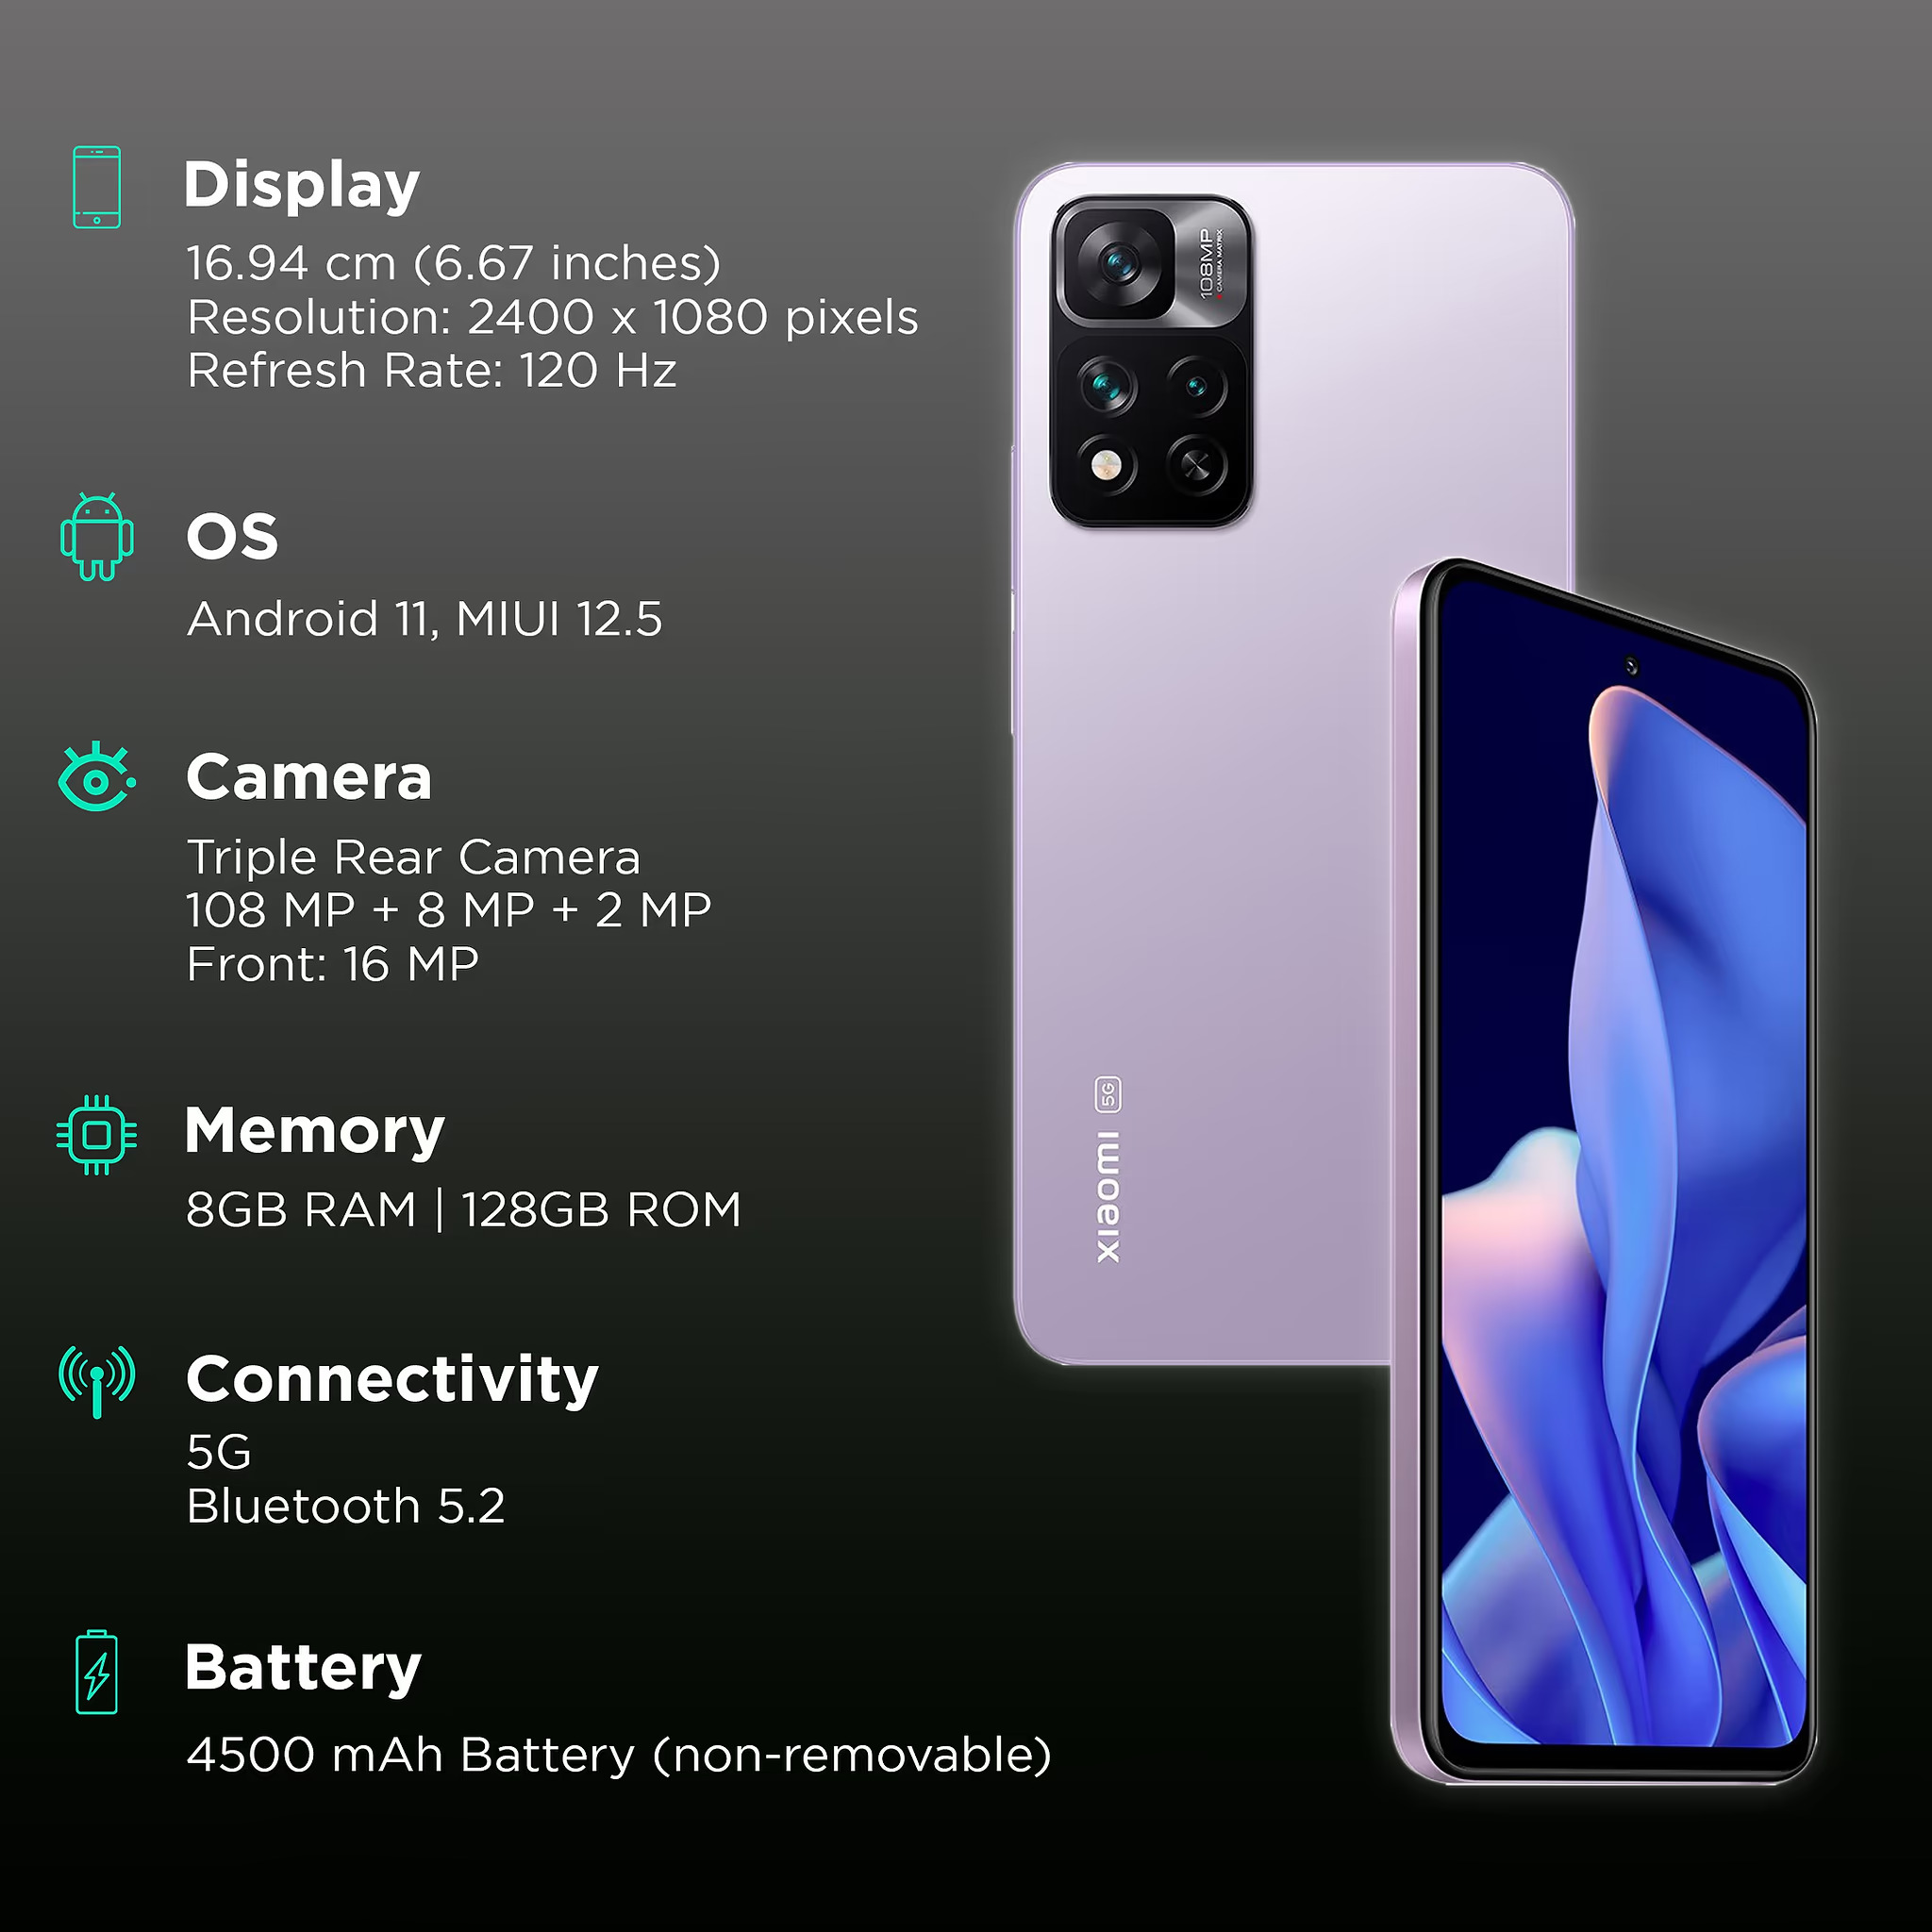 Display
16.94 cm (6.67 inches)
Resolution: 2400 x 1080 pixels
Refresh Rate: 120 Hz
OS
Android 11, MIUI 12.5
Camera
Triple Rear Camera
108 MP + 8 MP + 2 MP
Front: 16 MP
Memory
8GB RAM | 128GB ROM
Connectivity
5G
Bluetooth 5.2
Battery
4500 mAh Battery (non-removable)
108MP
CAMERA MATRIX
xiaomi 5G